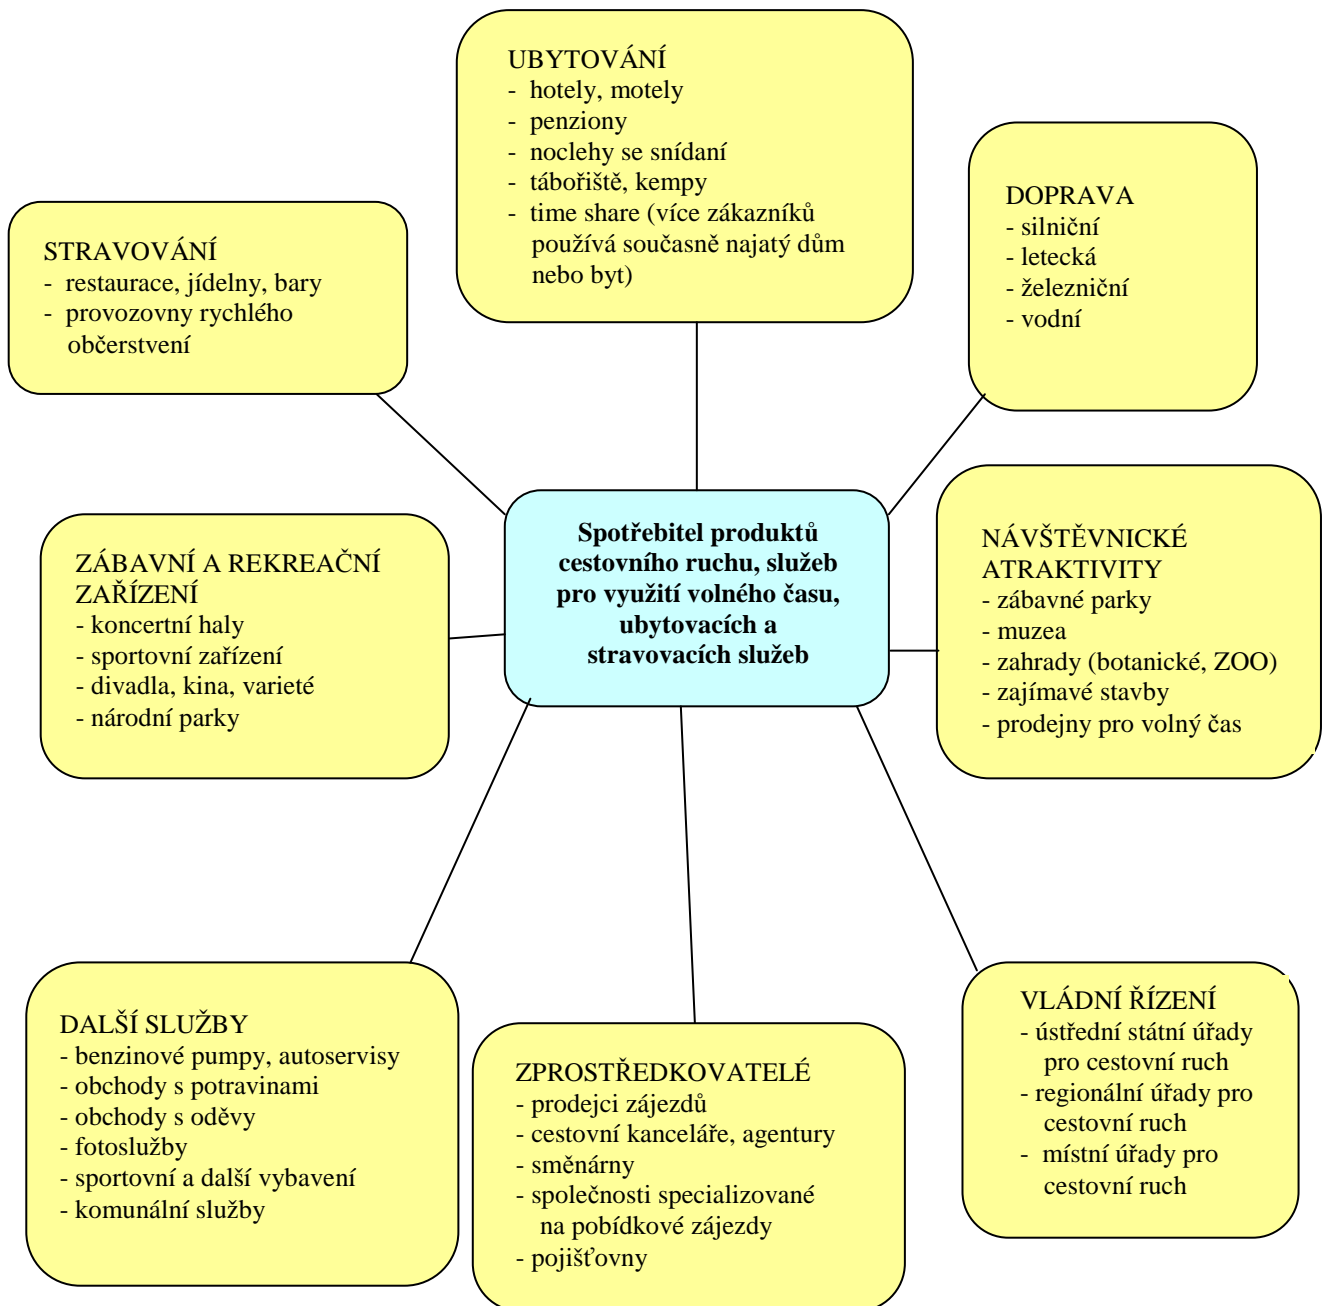 UBYTOVÁNÍ
- hotely, motely
- penziony
- noclehy se snídaní
- tábořiště, kempy
- time share (více zákazníků
používá současně najatý dům
nebo byt)
DOPRAVA
- silniční
- letecká
- železniční
- vodní
STRAVOVÁNÍ
- restaurace, jídelny, bary
- provozovny rychlého
občerstvení
Spotřebitel produktů
cestovního ruchu, služeb
pro využití volného času,
ubytovacích a
stravovacích služeb
NÁVŠTĚVNICKÉ
ATRAKTIVITY
- zábavné parky
- muzea
- zahrady (botanické, ZOO)
- zajímavé stavby
- prodejny pro volný čas
ZÁBAVNÍ A REKREAČNÍ
ZAŘÍZENÍ
- koncertní haly
- sportovní zařízení
- divadla, kina, varieté
- národní parky
DALŠÍ SLUŽBY
- benzinové pumpy, autoservisy
- obchody s potravinami
- obchody s oděvy
- fotoslužby
- sportovní a další vybavení
- komunální služby
ZPROSTŘEDKOVATELÉ
- prodejci zájezdů
- cestovní kanceláře, agentury
- směnárny
- společnosti specializované
na pobídkové zájezdy
- pojišťovny
VLÁDNÍ ŘÍZENÍ
- ústřední státní úřady
pro cestovní ruch
- regionální úřady pro
cestovní ruch
- místní úřady pro
cestovní ruch